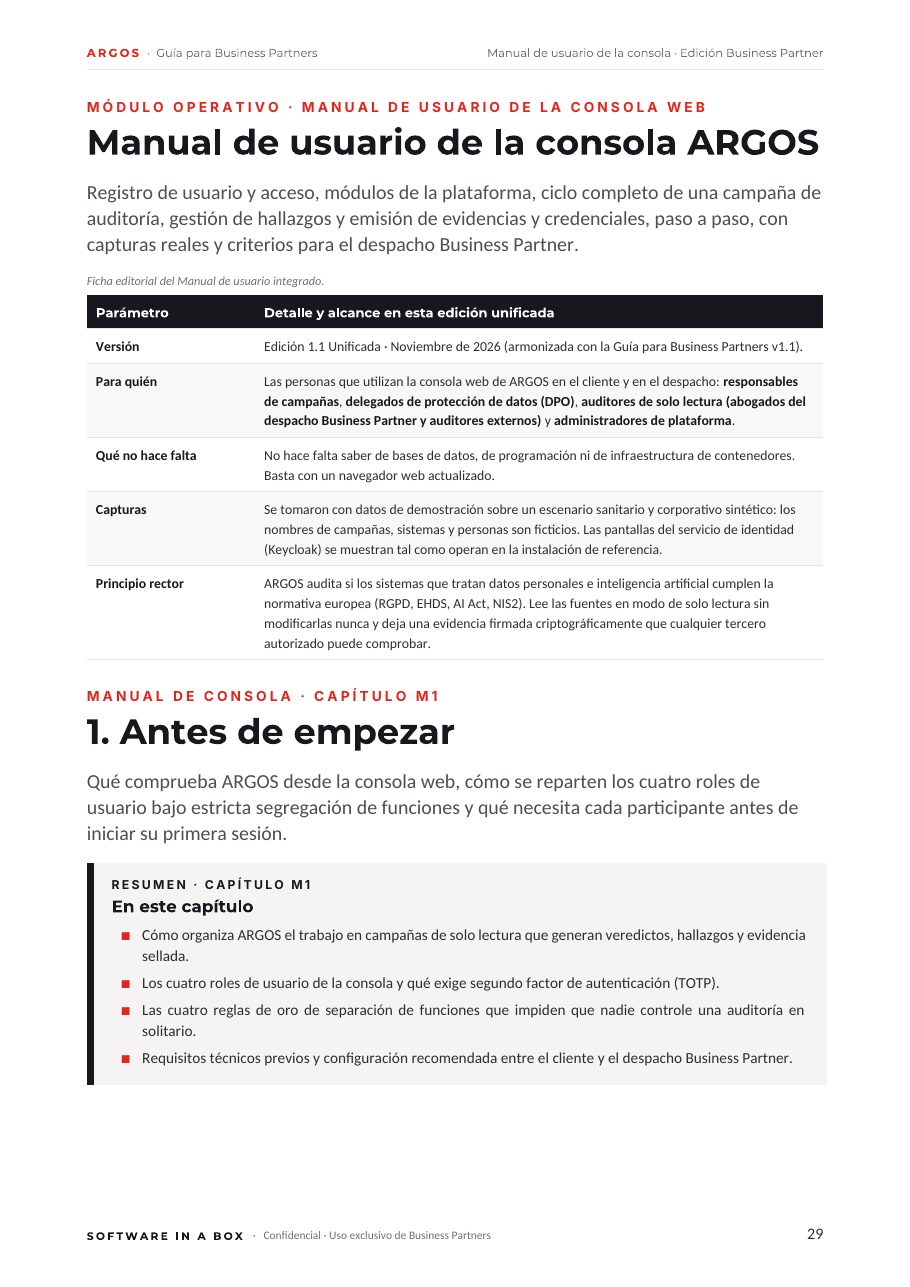 ARGOS · Guía para Business Partners
Manual de usuario de la consola · Edición Business Partner
MÓDULO OPERATIVO · MANUAL DE USUARIO DE LA CONSOLA WEB
Manual de usuario de la consola ARGOS
Registro de usuario y acceso, módulos de la plataforma, ciclo completo de una campaña de
auditoría, gestión de hallazgos y emisión de evidencias y credenciales, paso a paso, con
capturas reales y criterios para el despacho Business Partner.
Ficha editorial del Manual de usuario integrado.
Parámetro
Detalle y alcance en esta edición unificada
Versión
Edición 1.1 Unificada · Noviembre de 2026 (armonizada con la Guía para Business Partners v1.1).
Para quién
Las personas que utilizan la consola web de ARGOS en el cliente y en el despacho: responsables
de campañas, delegados de protección de datos (DPO), auditores de solo lectura (abogados del
despacho Business Partner y auditores externos) y administradores de plataforma.
Qué no hace falta
No hace falta saber de bases de datos, de programación ni de infraestructura de contenedores.
Basta con un navegador web actualizado.
Capturas
Se tomaron con datos de demostración sobre un escenario sanitario y corporativo sintético: los
nombres de campañas, sistemas y personas son ficticios. Las pantallas del servicio de identidad
(Keycloak) se muestran tal como operan en la instalación de referencia.
Principio rector
ARGOS audita si los sistemas que tratan datos personales e inteligencia artificial cumplen la
normativa europea (RGPD, EHDS, AI Act, NIS2). Lee las fuentes en modo de solo lectura sin
modificarlas nunca y deja una evidencia firmada criptográficamente que cualquier tercero
autorizado puede comprobar.
MANUAL DE CONSOLA · CAPÍTULO M1
1. Antes de empezar
Qué comprueba ARGOS desde la consola web, cómo se reparten los cuatro roles de
usuario bajo estricta segregación de funciones y qué necesita cada participante antes de
iniciar su primera sesión.
RESUMEN · CAPÍTULO M1
En este capítulo
■ Cómo organiza ARGOS el trabajo en campañas de solo lectura que generan veredictos, hallazgos y evidencia
sellada.
■ Los cuatro roles de usuario de la consola y qué exige segundo factor de autenticación (TOTP).
■ Las cuatro reglas de oro de separación de funciones que impiden que nadie controle una auditoría en
solitario.
■ Requisitos técnicos previos y configuración recomendada entre el cliente y el despacho Business Partner.
SOFTWARE IN A BOX · Confidencial · Uso exclusivo de Business Partners
29